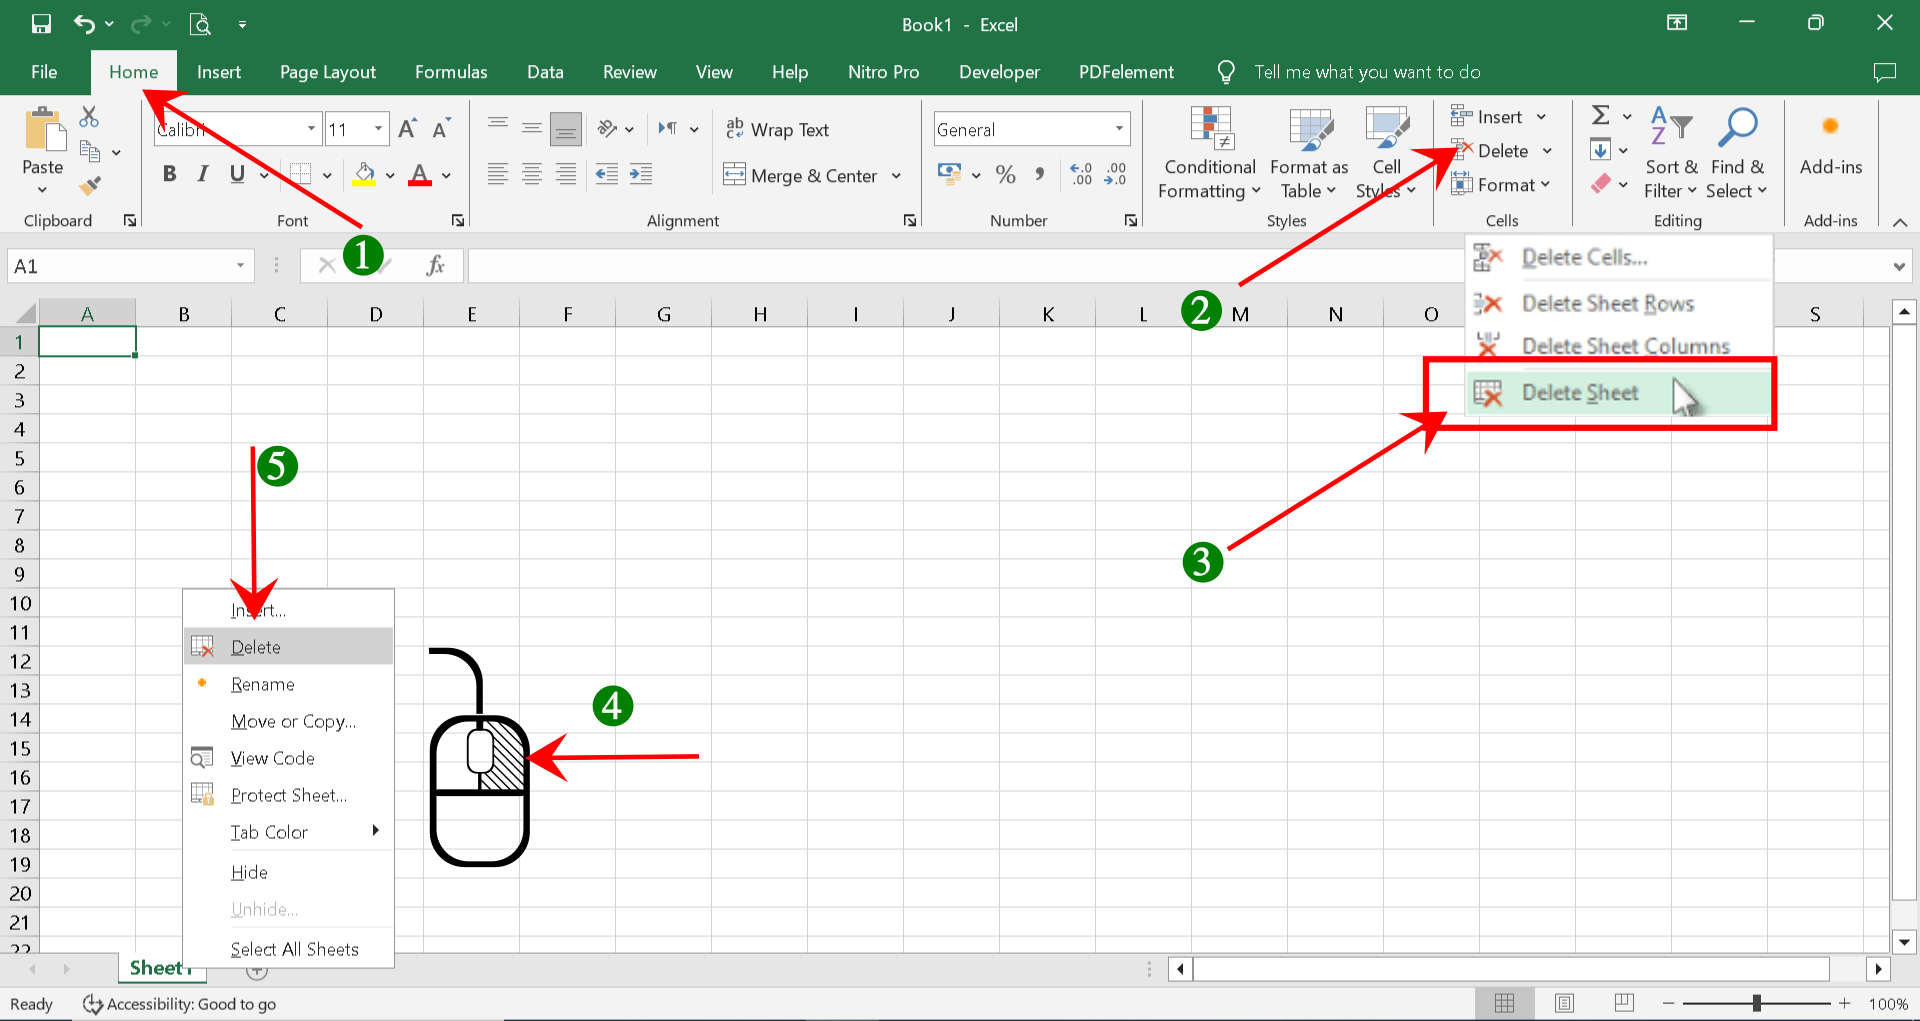 Book1 - Excel
File Home Insert Page Layout Formulas Data Review View Help Nitro Pro Developer PDFelement Tell me what you want to do
Paste
Clipboard
Calibri 11 A A
B I U A
Font
ab Wrap Text
Merge & Center
Alignment
General
% , .0 .00 .00 .0
Number
Conditional Formatting
Format as Table
Cell Styles
Styles
Insert
Delete
Format
Cells
Σ
A Z
Sort & Filter
Find & Select
Editing
Add-ins
Add-ins
A1 fx
1
Delete Cells...
Delete Sheet Rows
Delete Sheet Columns
Delete Sheet
2
3
A B C D E F G H I J K L M N O S
1
2
3
4
5
6
7
8
9
10
11
12
13
14
15
16
17
18
19
20
21
22
5
4
Insert...
Delete
Rename
Move or Copy...
View Code
Protect Sheet...
Tab Color
Hide
Unhide...
Select All Sheets
Sheet1
Ready Accessibility: Good to go 100%